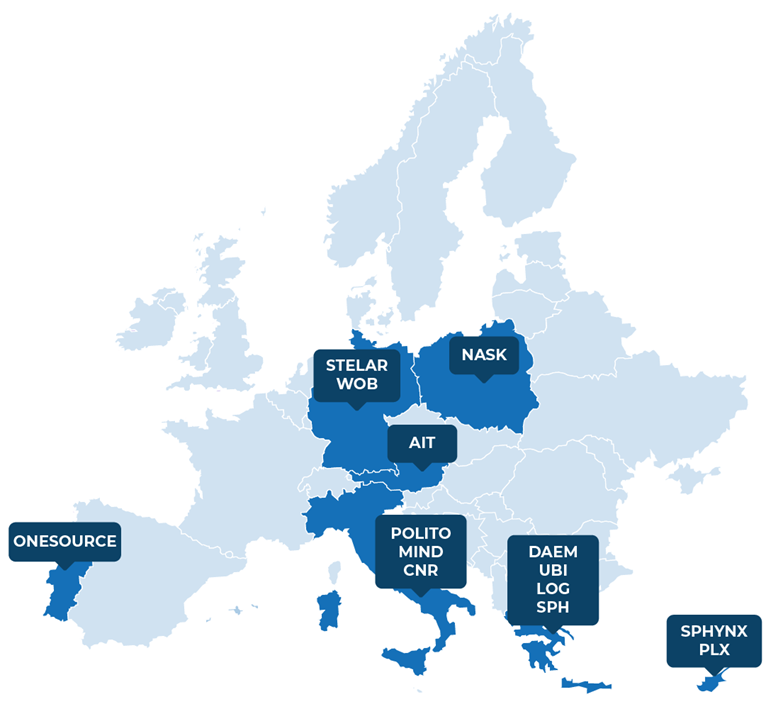 NASK
STELAR
WOB
AIT
ONESOURCE
POLITO
MIND
CNR
DAEM
UBI
LOG
SPH
SPHYNX
PLX